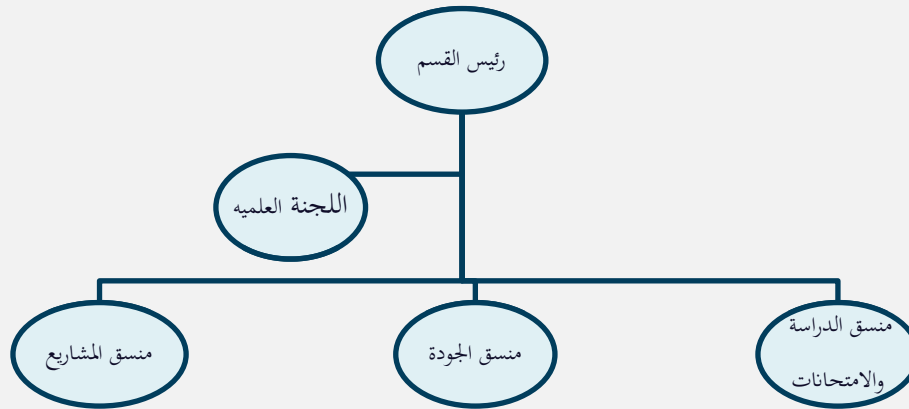 رئيس القسم
اللجنة العلميه
منسق الدراسة
والامتحانات
منسق الجودة
منسق المشاريع